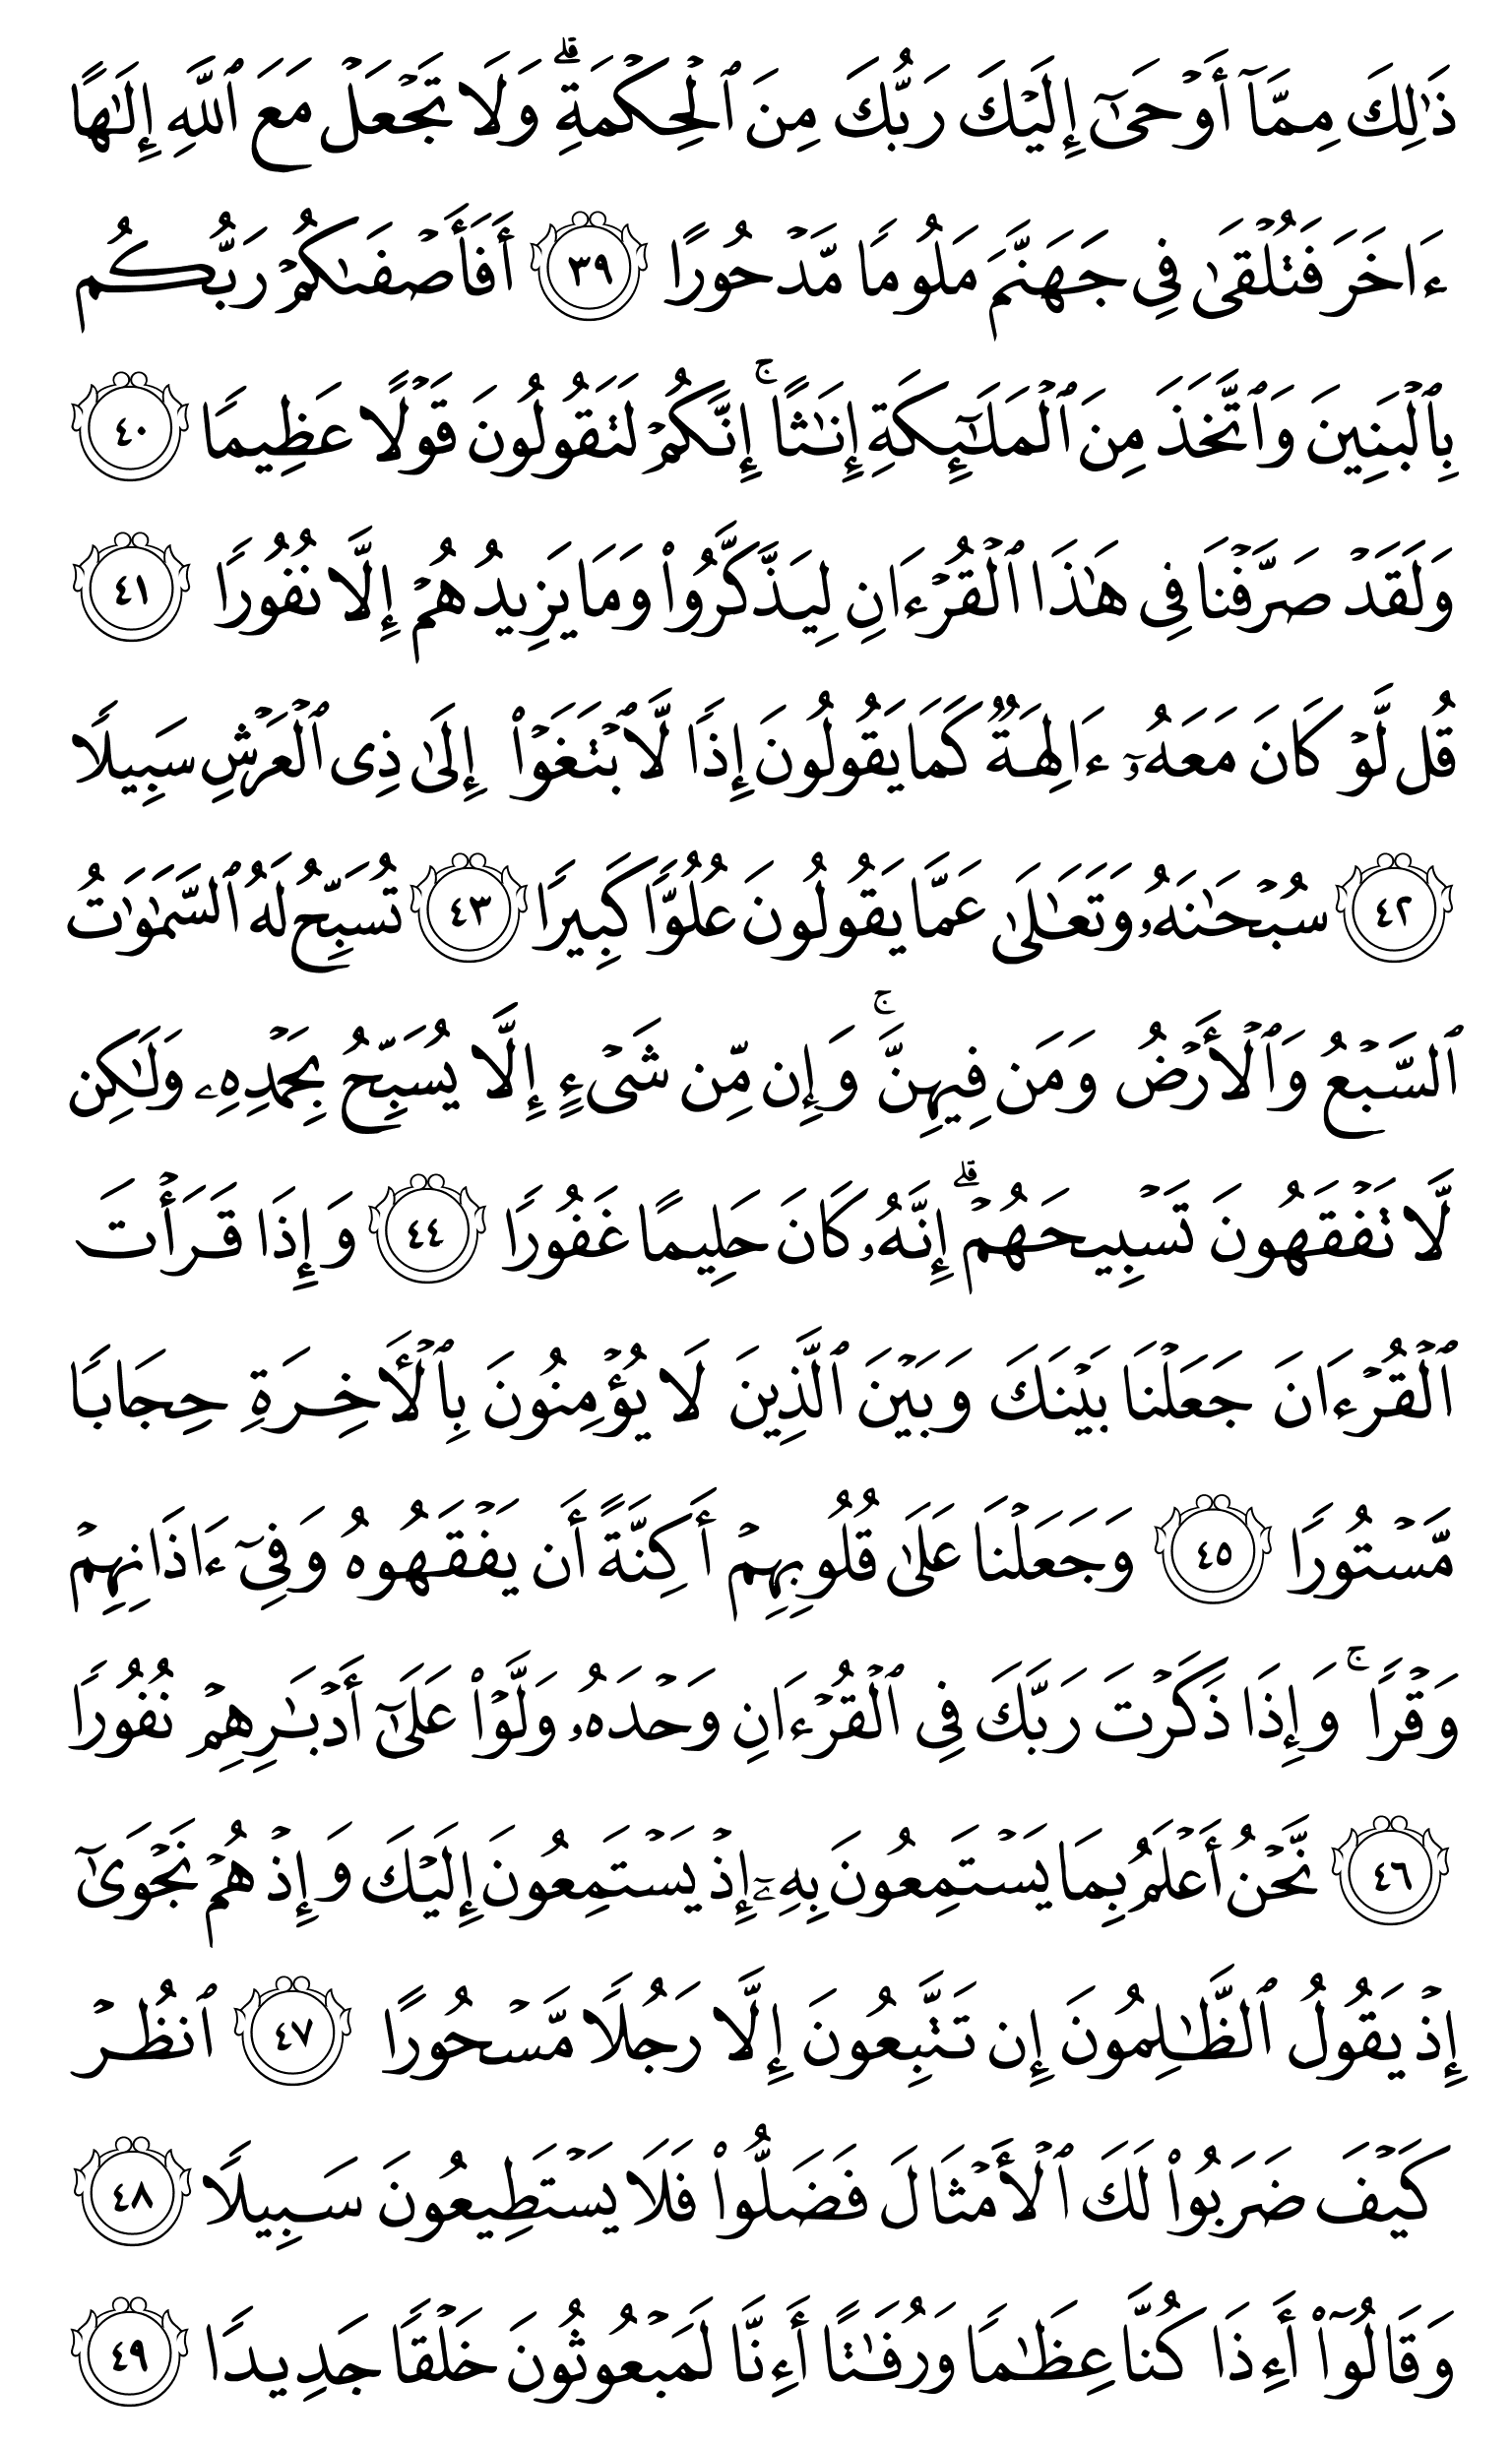 ذَٰلِكَ مِمَّآ أَوۡحَىٰٓ إِلَيۡكَ رَبُّكَ مِنَ ٱلۡحِكۡمَةِۗ وَلَا تَجۡعَلۡ مَعَ ٱللَّهِ إِلَٰهًا
ءَاخَرَ فَتُلۡقَىٰ فِي جَهَنَّمَ مَلُومٗا مَّدۡحُورًا ٣٩ أَفَأَصۡفَىٰكُمۡ رَبُّكُم
بِٱلۡبَنِينَ وَٱتَّخَذَ مِنَ ٱلۡمَلَٰٓئِكَةِ إِنَٰثًاۚ إِنَّكُمۡ لَتَقُولُونَ قَوۡلًا عَظِيمٗا ٤٠
وَلَقَدۡ صَرَّفۡنَا فِي هَٰذَا ٱلۡقُرۡءَانِ لِيَذَّكَّرُواْ وَمَا يَزِيدُهُمۡ إِلَّا نُفُورٗا ٤١
قُل لَّوۡ كَانَ مَعَهُۥٓ ءَالِهَةٞ كَمَا يَقُولُونَ إِذٗا لَّٱبۡتَغَوۡاْ إِلَىٰ ذِي ٱلۡعَرۡشِ سَبِيلٗا
٤٢ سُبۡحَٰنَهُۥ وَتَعَٰلَىٰ عَمَّا يَقُولُونَ عُلُوّٗا كَبِيرٗا ٤٣ تُسَبِّحُ لَهُ ٱلسَّمَٰوَٰتُ
ٱلسَّبۡعُ وَٱلۡأَرۡضُ وَمَن فِيهِنَّۚ وَإِن مِّن شَيۡءٍ إِلَّا يُسَبِّحُ بِحَمۡدِهِۦ وَلَٰكِن
لَّا تَفۡقَهُونَ تَسۡبِيحَهُمۡۗ إِنَّهُۥ كَانَ حَلِيمًا غَفُورٗا ٤٤ وَإِذَا قَرَأۡتَ
ٱلۡقُرۡءَانَ جَعَلۡنَا بَيۡنَكَ وَبَيۡنَ ٱلَّذِينَ لَا يُؤۡمِنُونَ بِٱلۡأٓخِرَةِ حِجَابٗا
مَّسۡتُورٗا ٤٥ وَجَعَلۡنَا عَلَىٰ قُلُوبِهِمۡ أَكِنَّةً أَن يَفۡقَهُوهُ وَفِيٓ ءَاذَانِهِمۡ
وَقۡرٗاۚ وَإِذَا ذَكَرۡتَ رَبَّكَ فِي ٱلۡقُرۡءَانِ وَحۡدَهُۥ وَلَّوۡاْ عَلَىٰٓ أَدۡبَٰرِهِمۡ نُفُورٗا
٤٦ نَّحۡنُ أَعۡلَمُ بِمَا يَسۡتَمِعُونَ بِهِۦٓ إِذۡ يَسۡتَمِعُونَ إِلَيۡكَ وَإِذۡ هُمۡ نَجۡوَىٰٓ
إِذۡ يَقُولُ ٱلظَّٰلِمُونَ إِن تَتَّبِعُونَ إِلَّا رَجُلٗا مَّسۡحُورًا ٤٧ ٱنظُرۡ
كَيۡفَ ضَرَبُواْ لَكَ ٱلۡأَمۡثَالَ فَضَلُّواْ فَلَا يَسۡتَطِيعُونَ سَبِيلٗا ٤٨
وَقَالُوٓاْ أَءِذَا كُنَّا عِظَٰمٗا وَرُفَٰتًا أَءِنَّا لَمَبۡعُوثُونَ خَلۡقٗا جَدِيدٗا ٤٩